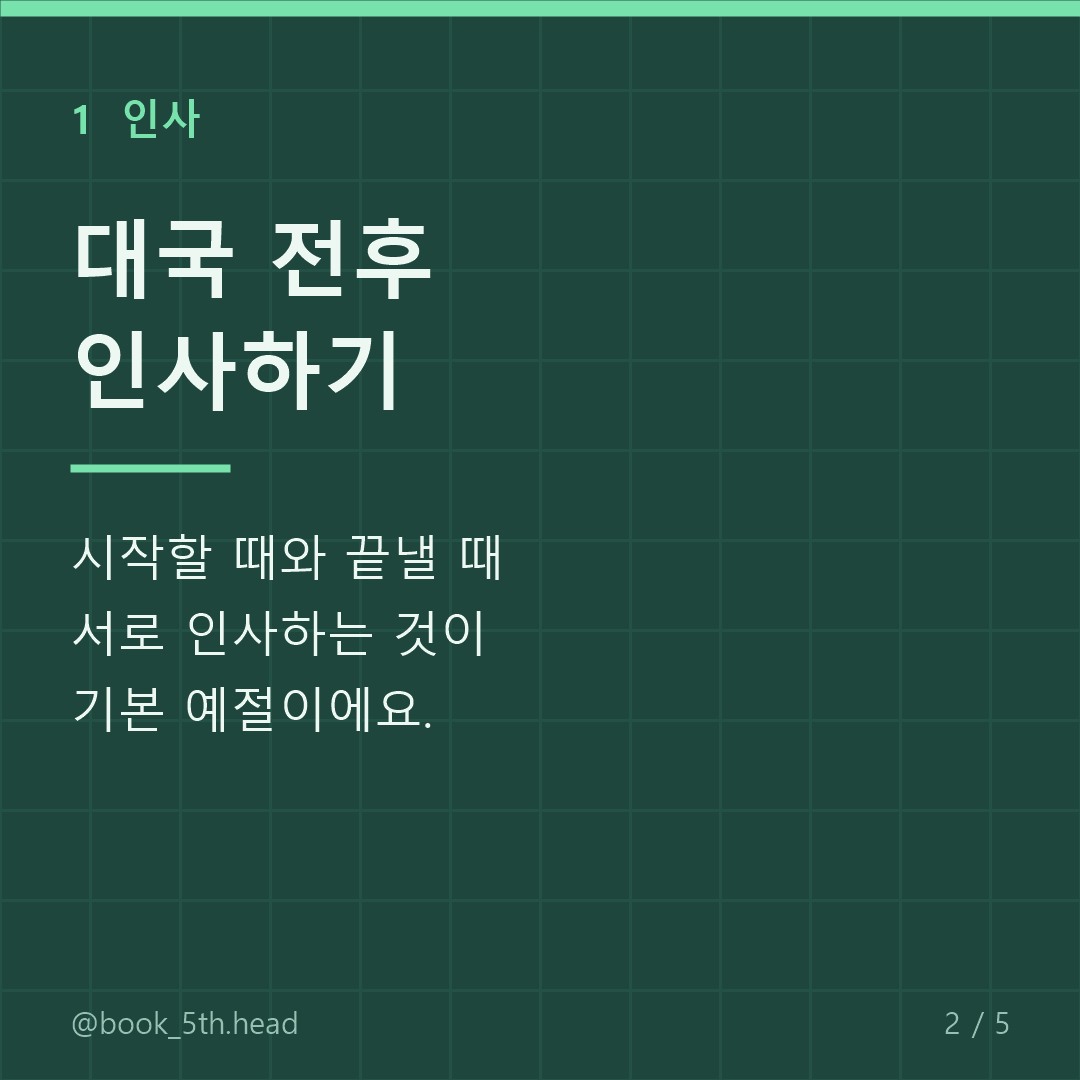 1 인사
대국 전후
인사하기
시작할 때와 끝낼 때
서로 인사하는 것이
기본 예절이에요.
@book_5th.head
2 / 5